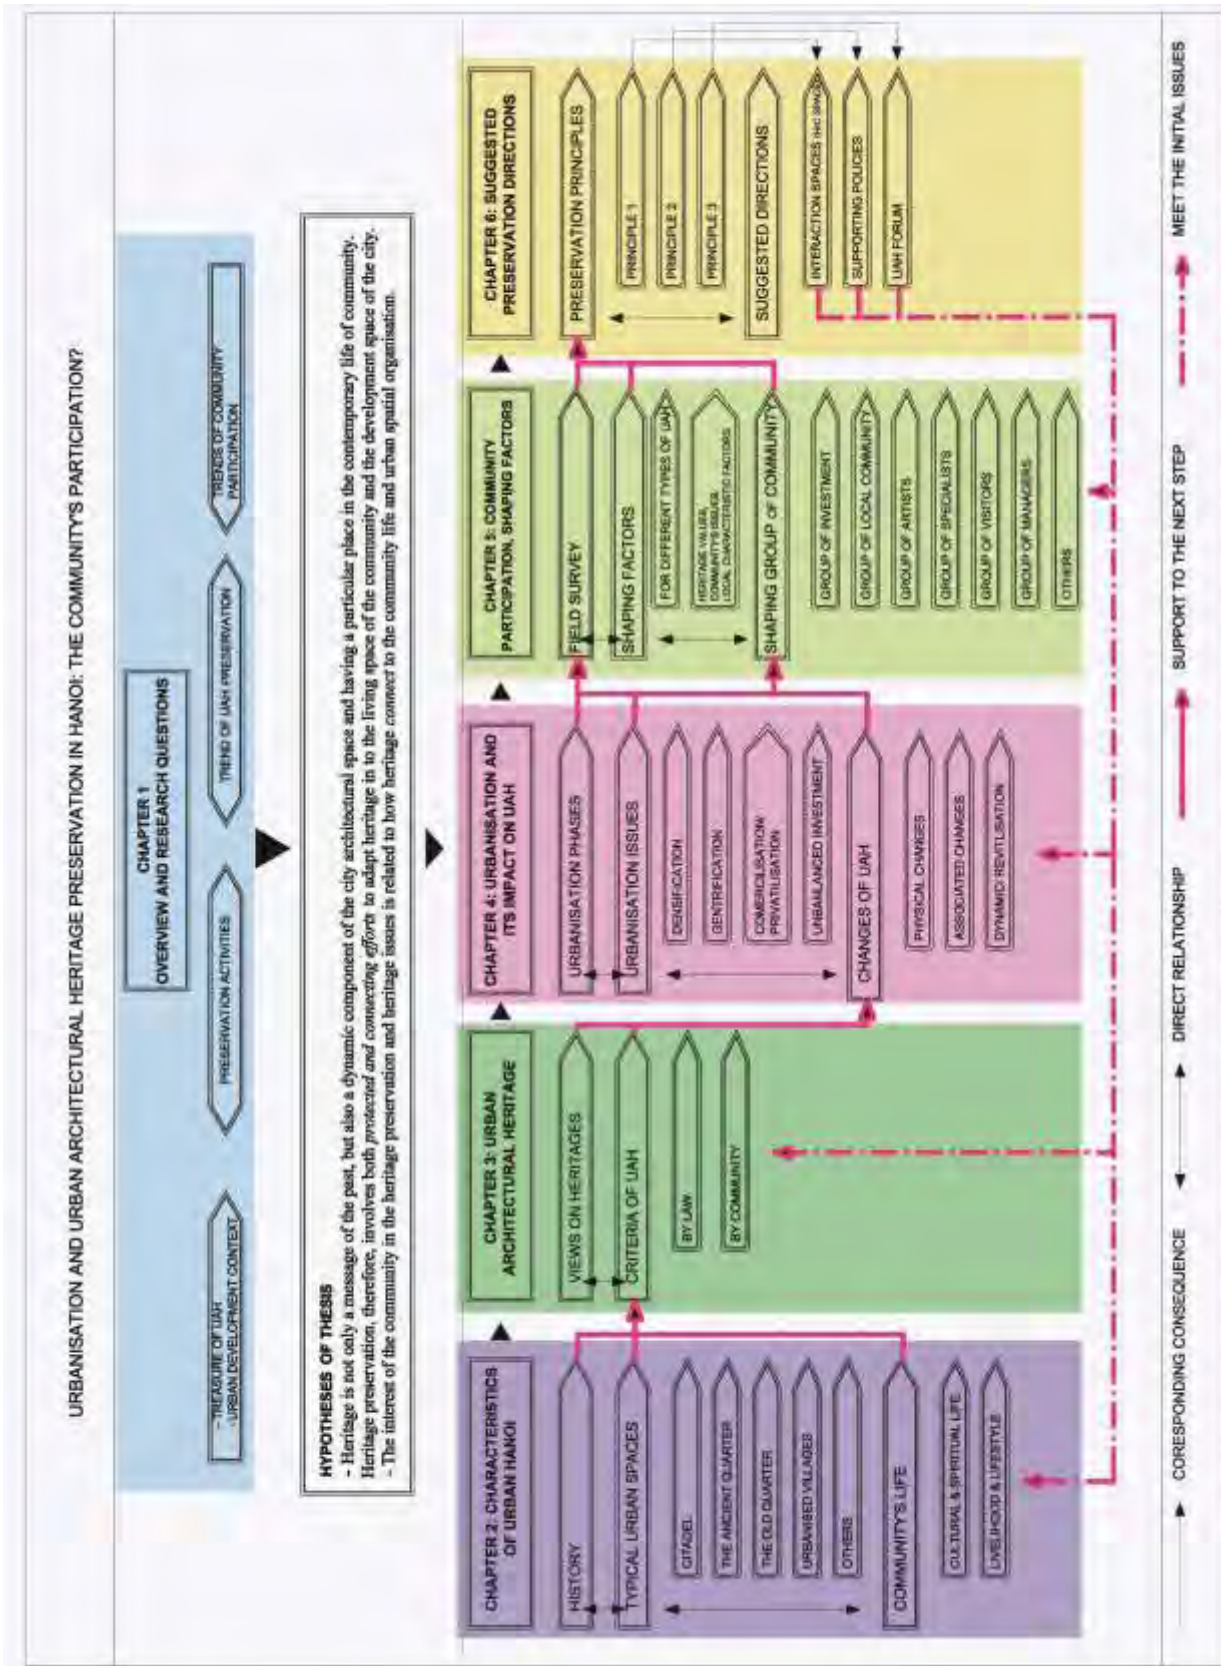 URBANISATION AND URBAN ARCHITECTURAL HERITAGE PRESERVATION IN HANOI: THE COMMUNITY'S PARTICIPATION?
CHAPTER 1
OVERVIEW AND RESEARCH QUESTIONS
- TREASURE OF UAH
- URBAN DEVELOPMENT CONTEXT
PRESERVATION ACTIVITIES
TREND OF UAH PRESERVATION
TRENDS OF COMMUNITY
PARTICIPATION
HYPOTHESES OF THESIS
- Heritage is not only a message of the past, but also a dynamic component of the city architectural space and having a particular place in the contemporary life of community.
Heritage preservation, therefore, involves both protected and connecting efforts to adapt heritage in to the living space of the community and the development space of the city.
- The interest of the community in the heritage preservation and heritage issues is related to how heritage connect to the community life and urban spatial organisation.
CHAPTER 2: CHARACTERISTICS
OF URBAN HANOI
HISTORY
TYPICAL URBAN SPACES
CITADEL
THE ANCIENT QUARTER
THE OLD QUARTER
URBANISED VILLAGES
OTHERS
COMMUNITY'S LIFE
CULTURAL & SPIRITUAL LIFE
LIVELIHOOD & LIFESTYLE
CHAPTER 3: URBAN
ARCHITECTURAL HERITAGE
VIEWS ON HERITAGES
CRITERIA OF UAH
BY LAW
BY COMMUNITY
CHAPTER 4: URBANISATION AND
ITS IMPACT ON UAH
URBANISATION PHASES
URBANISATION ISSUES
DENSIFICATION
GENTRIFICATION
COMERCILISATION/
PRIVATILISATION
UNBANLANCED INVESTMENT
CHANGES OF UAH
PHYSICAL CHANGES
ASSOCIATED CHANGES
DYNAMIC REVITILISATION
CHAPTER 5: COMMUNITY
PARTICIPATION, SHAPING FACTORS
FIELD SURVEY
SHAPING FACTORS
FOR DIFFERENT TYPES OF UAH
HERITAGE VALUES,
COMMUNITY'S ISSUES,
LOCAL CHARACTERISTIC FACTORS
SHAPING GROUP OF COMMUNITY
GROUP OF INVESTMENT
GROUP OF LOCAL COMMUNITY
GROUP OF ARTISTS
GROUP OF SPECIALISTS
GROUP OF VISITORS
GROUP OF MANAGERS
OTHERS
CHAPTER 6: SUGGESTED
PRESERVATION DIRECTIONS
PRESERVATION PRINCIPLES
PRINCIPLE 1
PRINCIPLE 2
PRINCIPLE 3
SUGGESTED DIRECTIONS
INTERACTION SPACES
SUPPORTING POLICIES
UAH FORUM
CORESPONDING CONSEQUENCE
DIRECT RELATIONSHIP
SUPPORT TO THE NEXT STEP
MEET THE INITIAL ISSUES